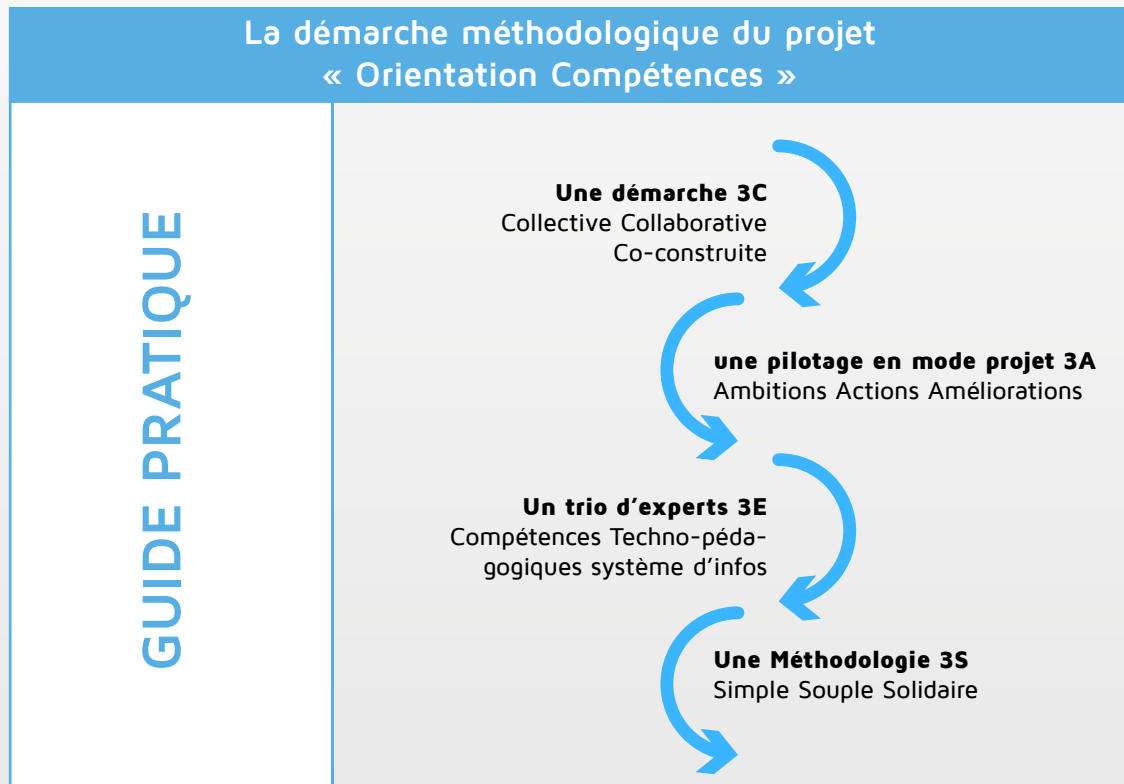 La démarche méthodologique du projet
« Orientation Compétences »
GUIDE PRATIQUE
Une démarche 3C
Collective Collaborative
Co-construite
une pilotage en mode projet 3A
Ambitions Actions Améliorations
Un trio d’experts 3E
Compétences Techno-péda-
gogiques système d’infos
Une Méthodologie 3S
Simple Souple Solidaire